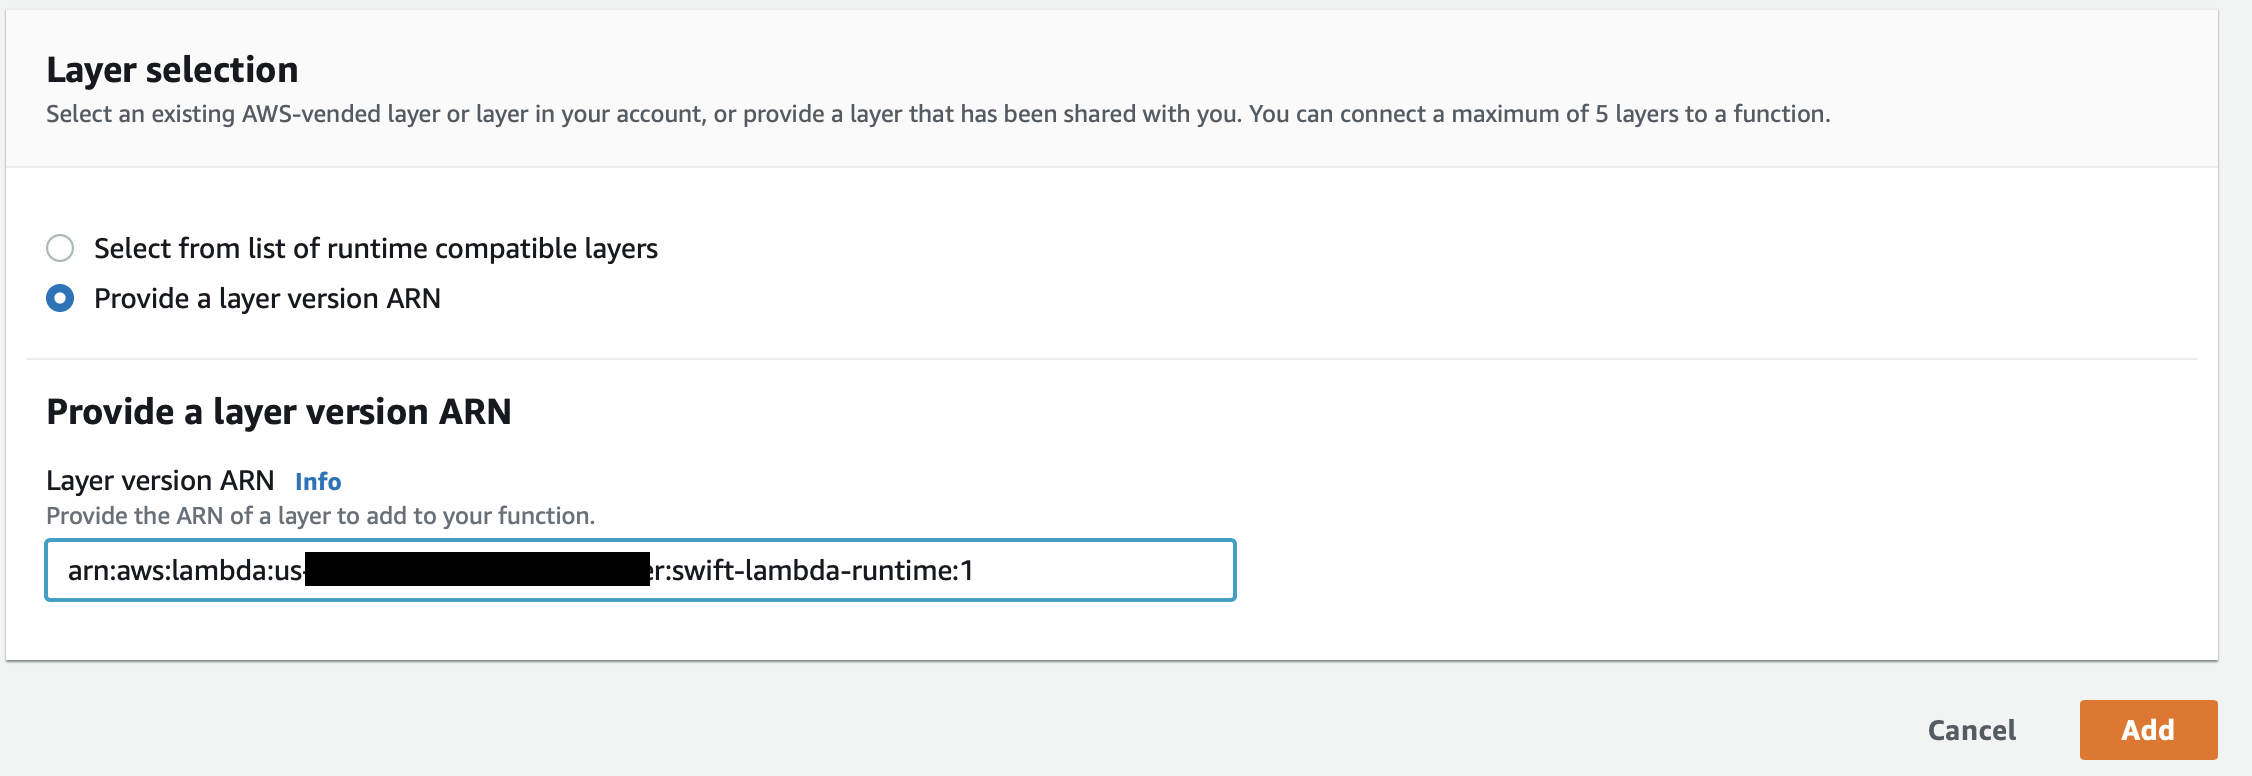 Layer selection
Select an existing AWS-vended layer or layer in your account, or provide a layer that has been shared with you. You can connect a maximum of 5 layers to a function.
Select from list of runtime compatible layers
Provide a layer version ARN
Provide a layer version ARN
Layer version ARN Info
Provide the ARN of a layer to add to your function.
arn:aws:lambda:us- er:swift-lambda-runtime:1
Cancel Add